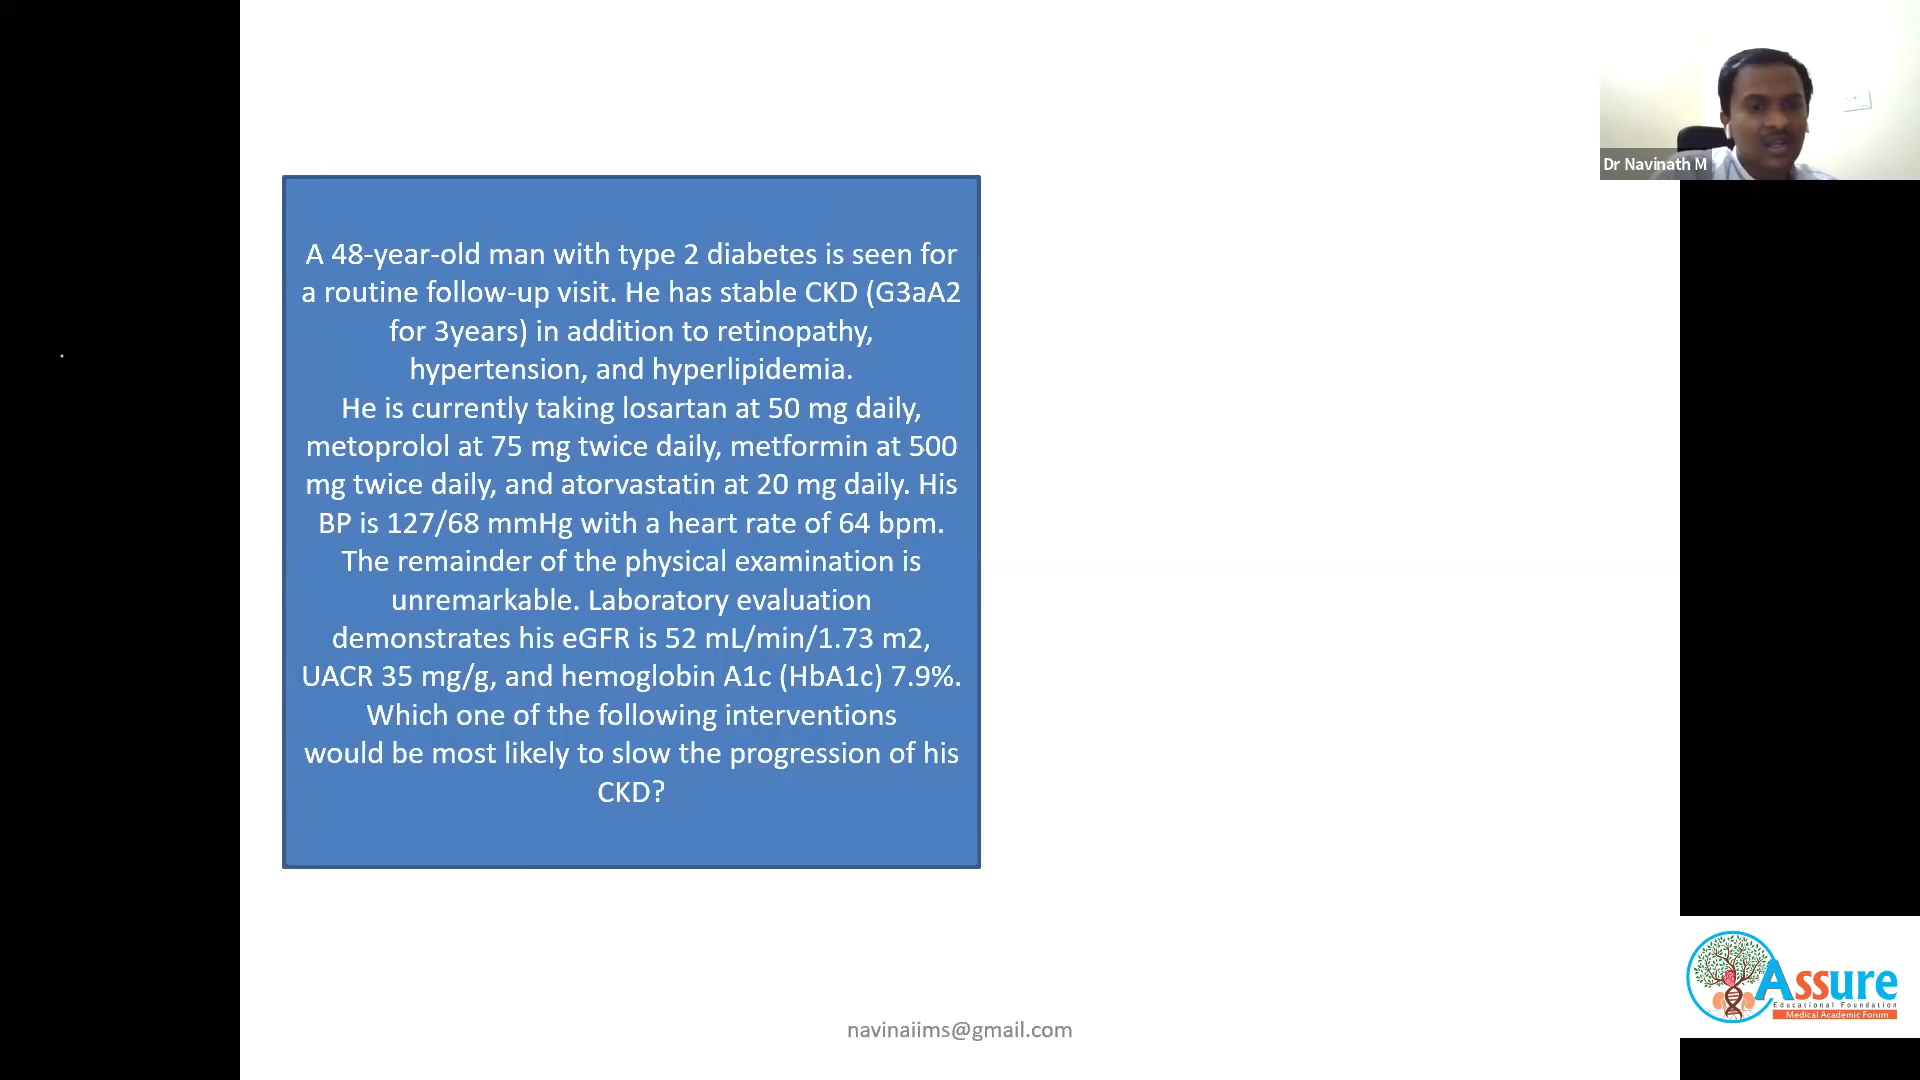 Dr Navinath M
A 48-year-old man with type 2 diabetes is seen for
a routine follow-up visit. He has stable CKD (G3aA2
for 3years) in addition to retinopathy,
hypertension, and hyperlipidemia.
He is currently taking losartan at 50 mg daily,
metoprolol at 75 mg twice daily, metformin at 500
mg twice daily, and atorvastatin at 20 mg daily. His
BP is 127/68 mmHg with a heart rate of 64 bpm.
The remainder of the physical examination is
unremarkable. Laboratory evaluation
demonstrates his eGFR is 52 mL/min/1.73 m2,
UACR 35 mg/g, and hemoglobin A1c (HbA1c) 7.9%.
Which one of the following interventions
would be most likely to slow the progression of his
CKD?
Assure
Educational Foundation
Medical Academic Forum
navinaiims@gmail.com